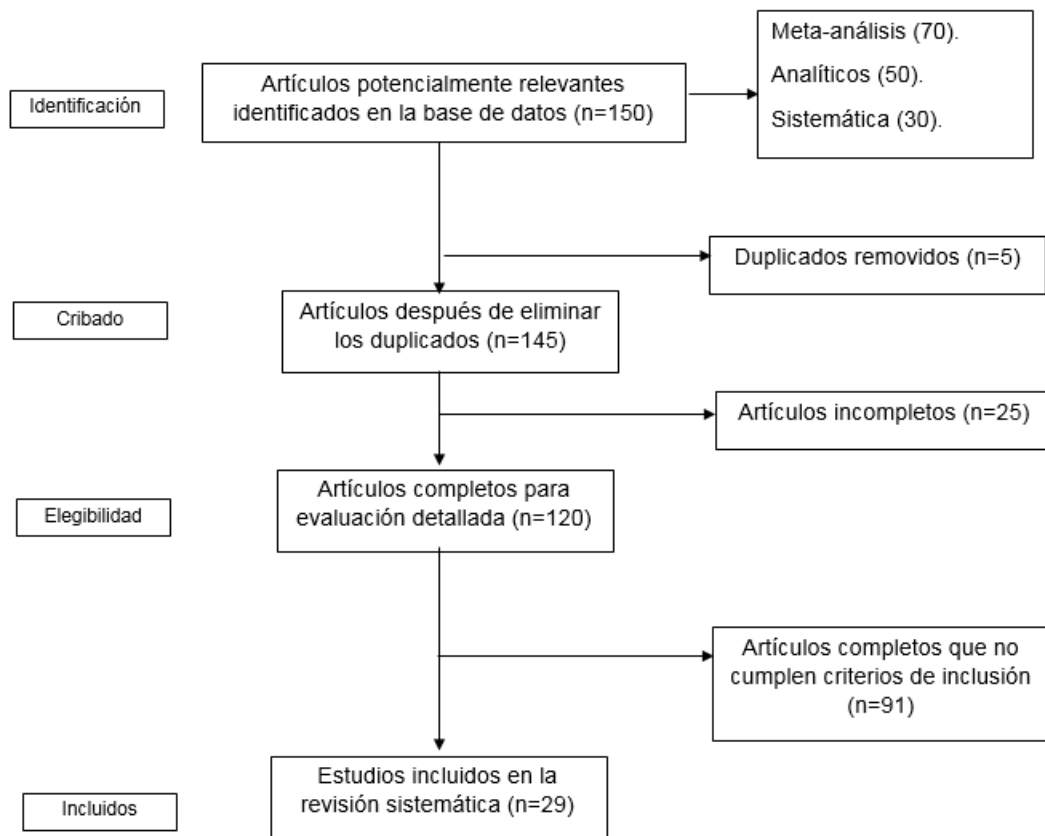 Meta-análisis (70).
Analíticos (50).
Sistemática (30).
Identificación
Artículos potencialmente relevantes
identificados en la base de datos (n=150)
Duplicados removidos (n=5)
Cribado
Artículos después de eliminar
los duplicados (n=145)
Artículos incompletos (n=25)
Elegibilidad
Artículos completos para
evaluación detallada (n=120)
Artículos completos que no
cumplen criterios de inclusión
(n=91)
Incluidos
Estudios incluidos en la
revisión sistemática (n=29)